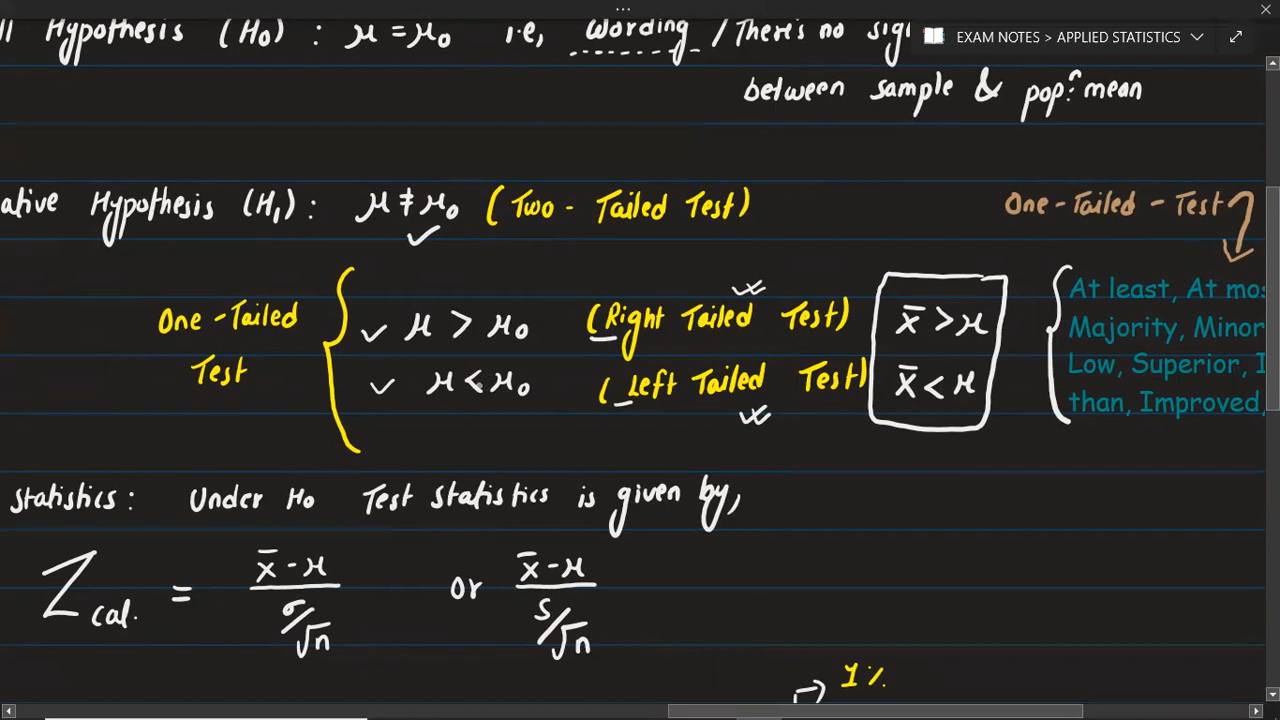 Hypothesis (H0) : μ = μ0 i.e, Wording / There's no sig
EXAM NOTES > APPLIED STATISTICS
between sample & popⁿ mean
ative Hypothesis (H1) : μ ≠ μ0 (Two - Tailed Test)
One-Tailed-Test
One-Tailed Test
μ > μ0 (Right Tailed Test) x̄ > μ
μ < μ0 (Left Tailed Test) x̄ < μ
At least, At mos
Majority, Minor
Low, Superior, I
than, Improved,
statistics : Under H0 Test statistics is given by,
Z cal. = x̄ - μ / σ/√n or x̄ - μ / s/√n
→ 1%